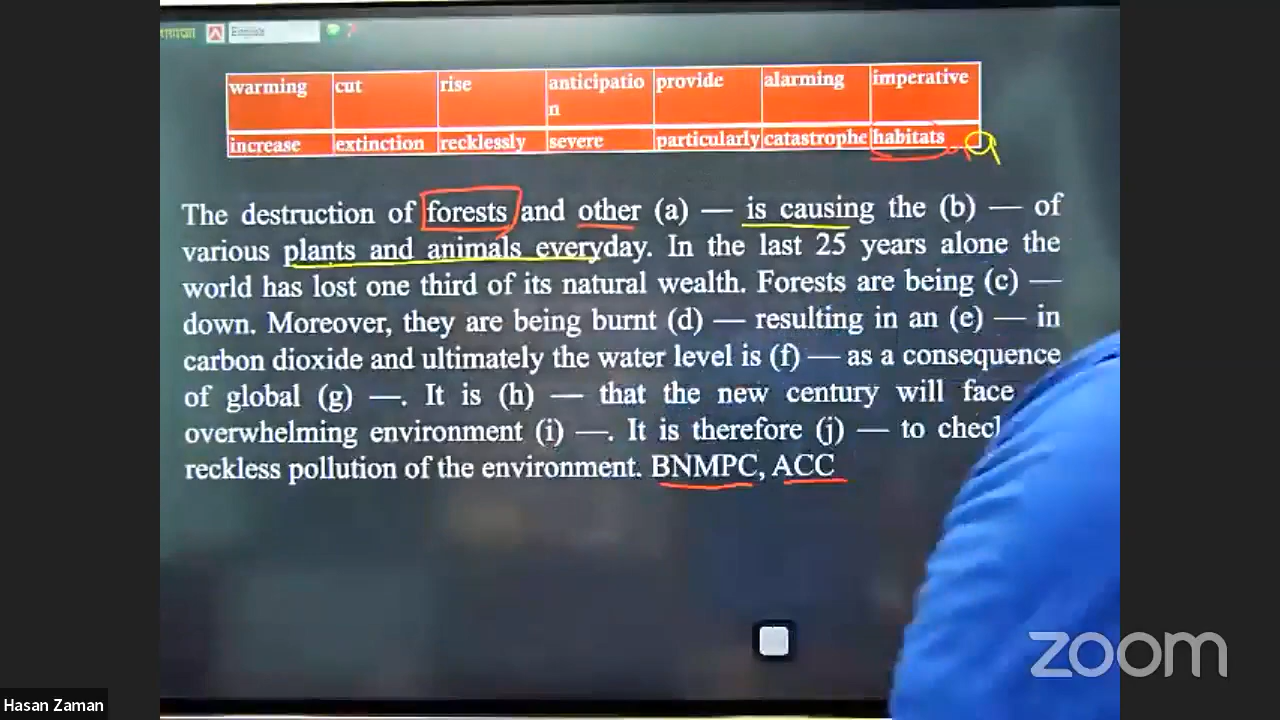 warming cut rise anticipatio provide alarming imperative
n
increase extinction recklessly severe particularly catastrophe habitats
The destruction of forests and other (a) — is causing the (b) — of
various plants and animals everyday. In the last 25 years alone the
world has lost one third of its natural wealth. Forests are being (c) —
down. Moreover, they are being burnt (d) — resulting in an (e) — in
carbon dioxide and ultimately the water level is (f) — as a consequence
of global (g) —. It is (h) — that the new century will face
overwhelming environment (i) —. It is therefore (j) — to chec
reckless pollution of the environment. BNMPC, ACC
zoom
Hasan Zaman